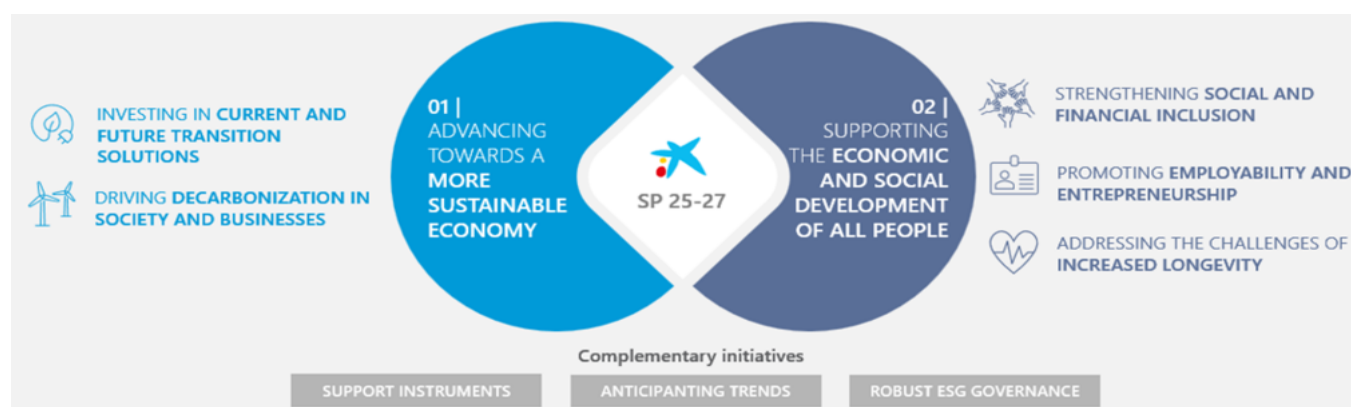 INVESTING IN CURRENT AND
FUTURE TRANSITION
SOLUTIONS
DRIVING DECARBONIZATION IN
SOCIETY AND BUSINESSES
01 |
ADVANCING
TOWARDS A
MORE
SUSTAINABLE
ECONOMY
SP 25-27
02 |
SUPPORTING
THE ECONOMIC
AND SOCIAL
DEVELOPMENT
OF ALL PEOPLE
STRENGTHENING SOCIAL AND
FINANCIAL INCLUSION
PROMOTING EMPLOYABILITY AND
ENTREPRENEURSHIP
ADDRESSING THE CHALLENGES OF
INCREASED LONGEVITY
Complementary initiatives
SUPPORT INSTRUMENTS
ANTICIPANTING TRENDS
ROBUST ESG GOVERNANCE